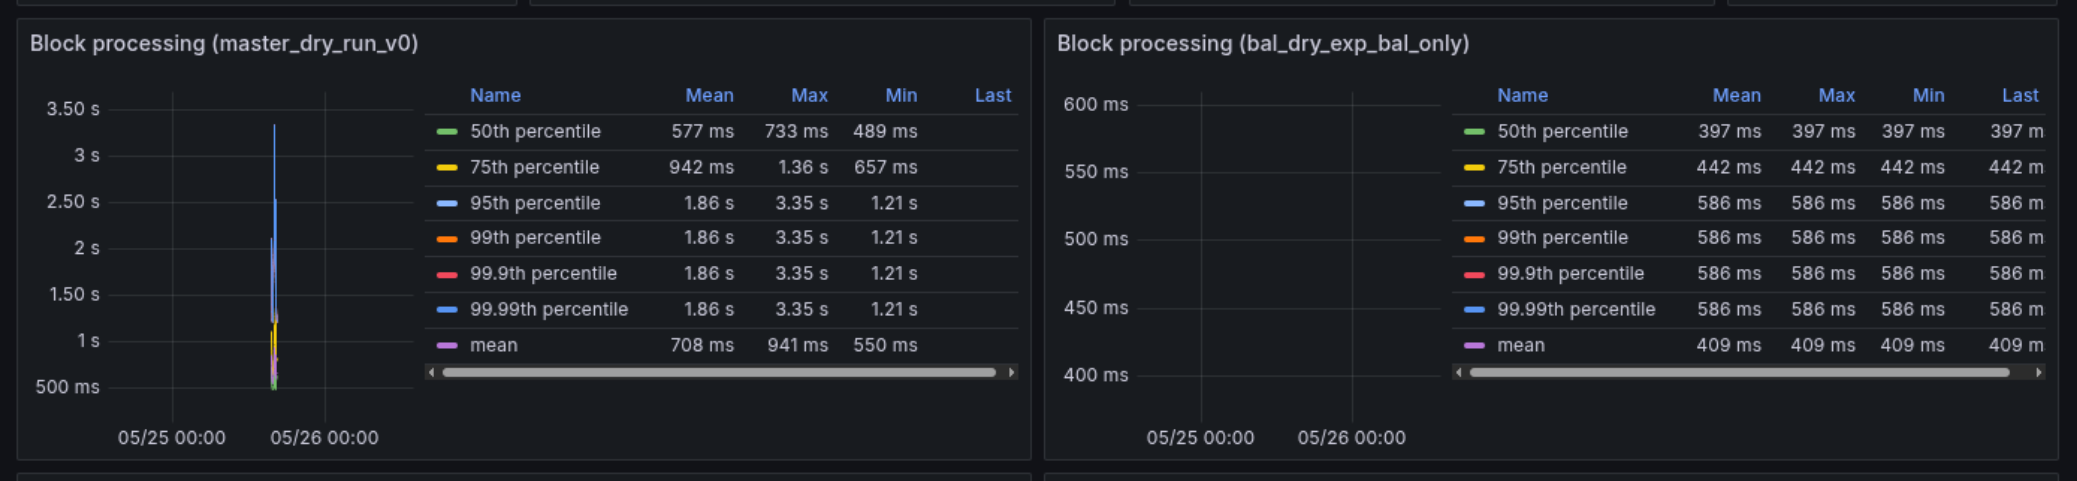 Block processing (master_dry_run_v0)
3.50 s
3 s
2.50 s
2 s
1.50 s
1 s
500 ms
05/25 00:00 05/26 00:00
Name Mean Max Min Last
50th percentile 577 ms 733 ms 489 ms
75th percentile 942 ms 1.36 s 657 ms
95th percentile 1.86 s 3.35 s 1.21 s
99th percentile 1.86 s 3.35 s 1.21 s
99.9th percentile 1.86 s 3.35 s 1.21 s
99.99th percentile 1.86 s 3.35 s 1.21 s
mean 708 ms 941 ms 550 ms
Block processing (bal_dry_exp_bal_only)
600 ms
550 ms
500 ms
450 ms
400 ms
05/25 00:00 05/26 00:00
Name Mean Max Min Last
50th percentile 397 ms 397 ms 397 ms 397 m
75th percentile 442 ms 442 ms 442 ms 442 m
95th percentile 586 ms 586 ms 586 ms 586 m
99th percentile 586 ms 586 ms 586 ms 586 m
99.9th percentile 586 ms 586 ms 586 ms 586 m
99.99th percentile 586 ms 586 ms 586 ms 586 m
mean 409 ms 409 ms 409 ms 409 m